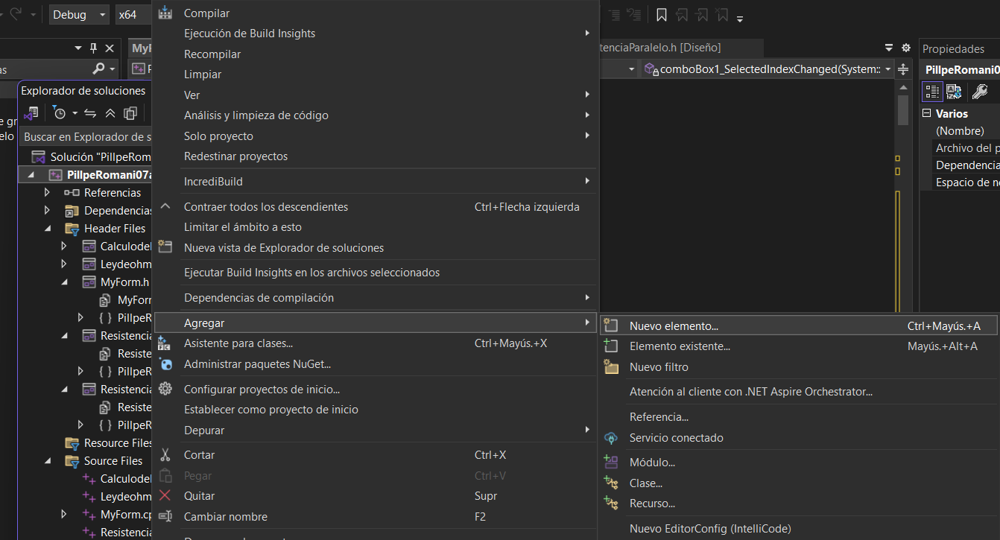 Debug
x64
MyF
tenciaParalelo.h [Diseño]
comboBox1_SelectedIndexChanged(System::
Explorador de soluciones
Buscar en Explorador de s
Solución "PillpeRom
PillpeRomani07a
Referencias
Dependencias
Header Files
Calculodel
Leydeohm
MyForm.h
MyForm
PillpeR
Resistencia
Resiste
PillpeR
Resistencia
Resiste
PillpeR
Resource Files
Source Files
Calculodel
Leydeohm
MyForm.cp
Resistencia
Compilar
Ejecución de Build Insights
Recompilar
Limpiar
Ver
Análisis y limpieza de código
Solo proyecto
Redestinar proyectos
IncrediBuild
Contraer todos los descendientes Ctrl+Flecha izquierda
Limitar el ámbito a esto
Nueva vista de Explorador de soluciones
Ejecutar Build Insights en los archivos seleccionados
Dependencias de compilación
Agregar
Asistente para clases... Ctrl+Mayús.+X
Administrar paquetes NuGet...
Configurar proyectos de inicio...
Establecer como proyecto de inicio
Depurar
Cortar Ctrl+X
Pegar Ctrl+V
Quitar Supr
Cambiar nombre F2
Nuevo elemento... Ctrl+Mayús.+A
Elemento existente... Mayús.+Alt+A
Nuevo filtro
Atención al cliente con .NET Aspire Orchestrator...
Referencia...
Servicio conectado
Módulo...
Clase...
Recurso...
Nuevo EditorConfig (IntelliCode)
Propiedades
PillpeRomani0
Varios
(Nombre)
Archivo del p
Dependencia
Espacio de n